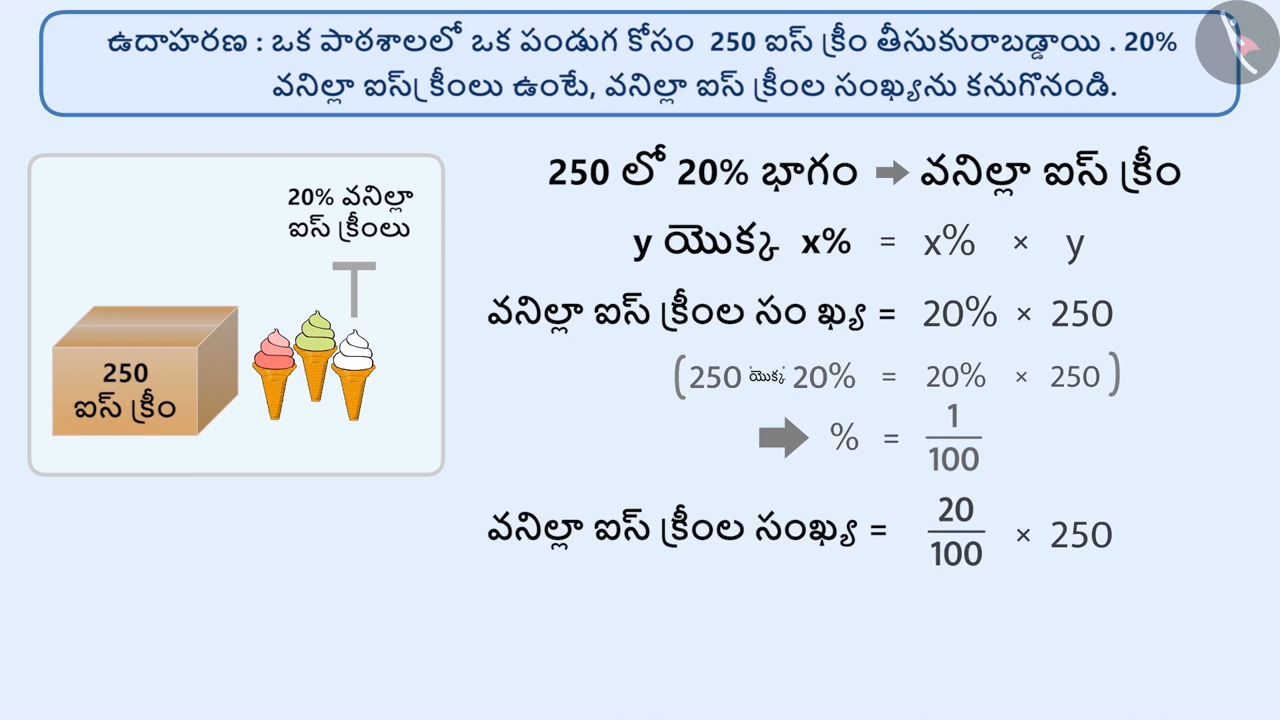 ఉదాహరణ : ఒక పాఠశాలలో ఒక పండుగ కోసం 250 ఐస్ క్రీం తీసుకురాబడ్డాయి . 20%
వనిల్లా ఐస్ క్రీంలు ఉంటే, వనిల్లా ఐస్ క్రీంల సంఖ్యను కనుగొనండి.
20% వనిల్లా
ఐస్ క్రీంలు
250
ఐస్ క్రీం
250 లో 20% భాగం ➡ వనిల్లా ఐస్ క్రీం
y యొక్క x% = x% × y
వనిల్లా ఐస్ క్రీంల సం ఖ్య = 20% × 250
(250 యొక్క 20% = 20% × 250)
➡ % = 1/100
వనిల్లా ఐస్ క్రీంల సంఖ్య = 20/100 × 250